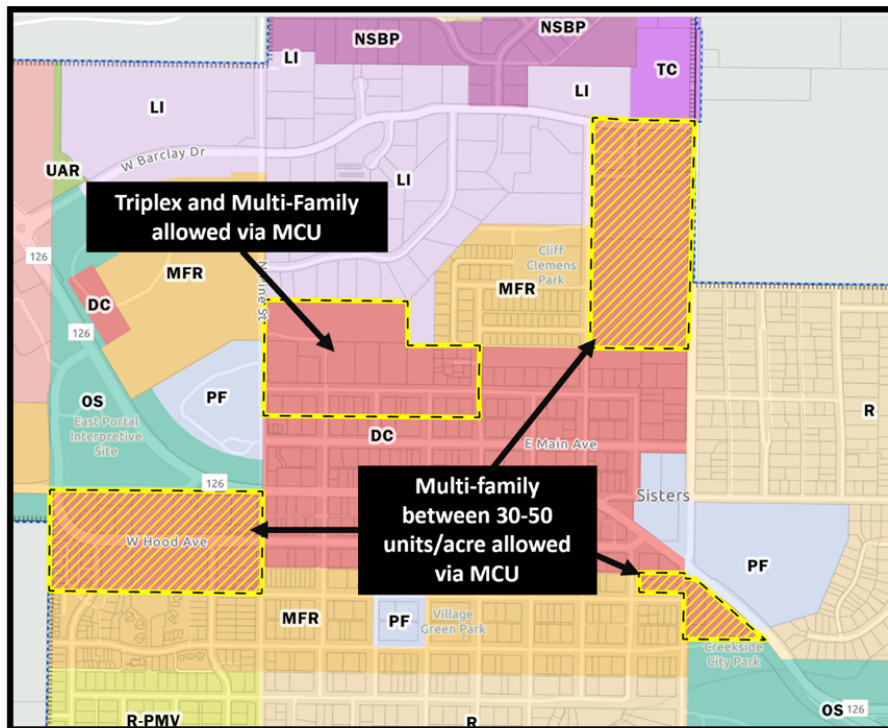 NSBP
NSBP
LI
TC
LI
LI
W Barclay Dr
UAR
LI
Triplex and Multi-Family
allowed via MCU
126
Cliff
Clemens
Park
MFR
MFR
DC
126
PF
OS
East Portal
Interpretive
Site
R
DC
E Main Ave
126
Multi-family
between 30-50
units/acre allowed
via MCU
Sisters
W Hood Ave
PF
MFR
PF
Village
Green Park
Creekside
City Park
R-PMV
R
OS
126